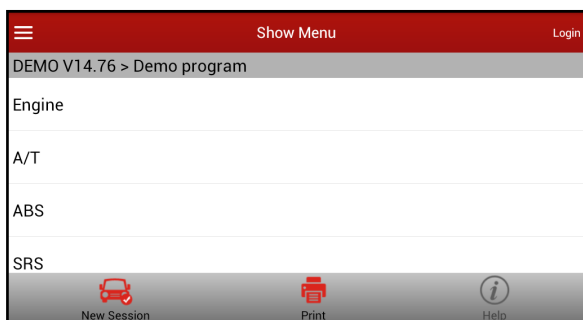 Show Menu
Login
DEMO V14.76 > Demo program
Engine
A/T
ABS
SRS
New Session
Print
Help